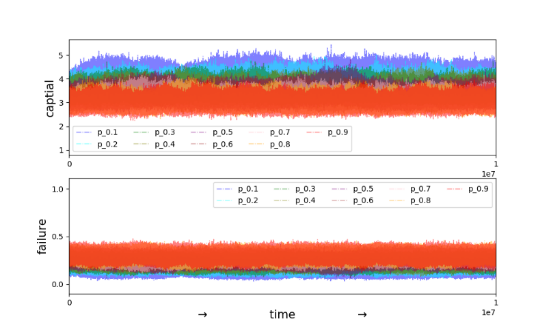 5
4
3
2
1
captial
p_0.1 p_0.3 p_0.5 p_0.7 p_0.9
p_0.2 p_0.4 p_0.6 p_0.8
0 1
1e7
1.0
0.5
0.0
failure
p_0.1 p_0.3 p_0.5 p_0.7 p_0.9
p_0.2 p_0.4 p_0.6 p_0.8
0 1
1e7
→ time →